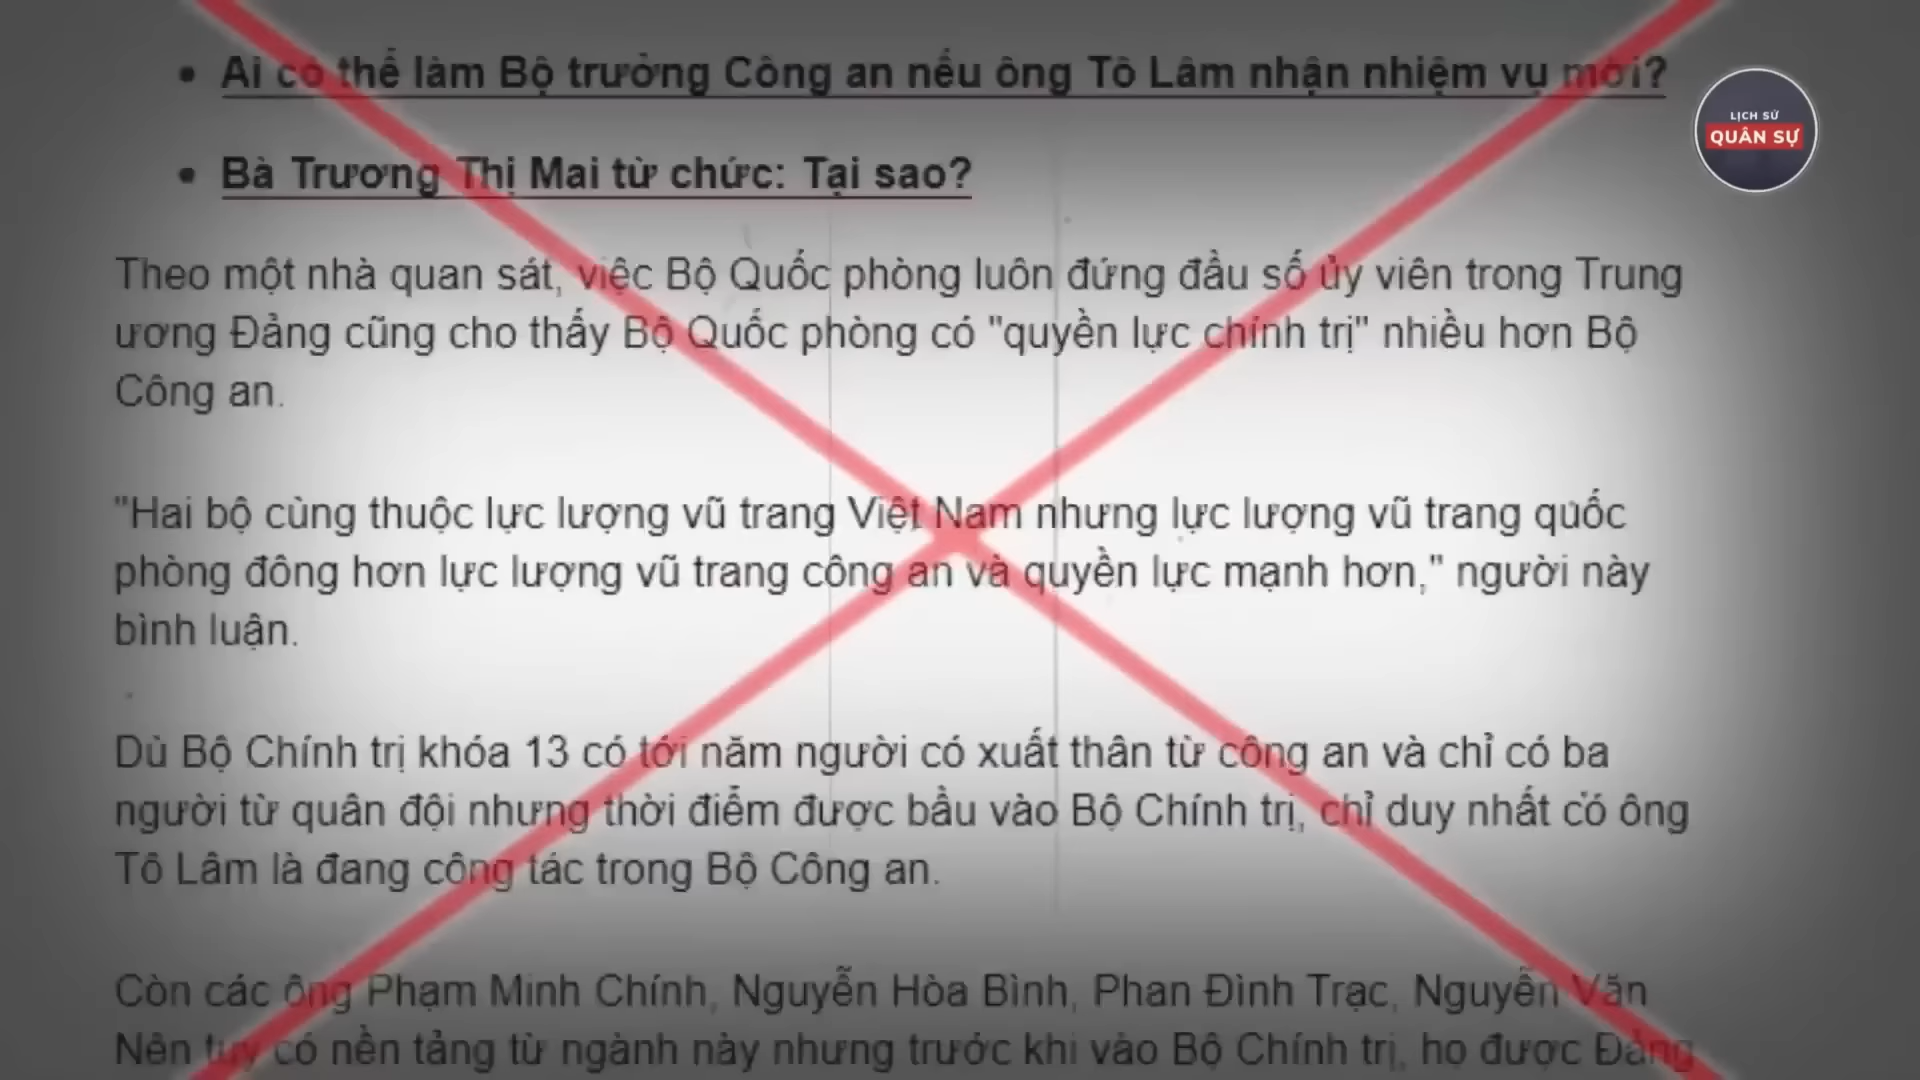 • Ai có thể làm Bộ trưởng Công an nếu ông Tô Lâm nhận nhiệm vụ mới?
LỊCH SỬ
QUÂN SỰ
• Bà Trương Thị Mai từ chức: Tại sao?
Theo một nhà quan sát, việc Bộ Quốc phòng luôn đứng đầu số ủy viên trong Trung
ương Đảng cũng cho thấy Bộ Quốc phòng có "quyền lực chính trị" nhiều hơn Bộ
Công an.
"Hai bộ cùng thuộc lực lượng vũ trang Việt Nam nhưng lực lượng vũ trang quốc
phòng đông hơn lực lượng vũ trang công an và quyền lực mạnh hơn," người này
bình luận.
Dù Bộ Chính trị khóa 13 có tới năm người có xuất thân từ công an và chỉ có ba
người từ quân đội nhưng thời điểm được bầu vào Bộ Chính trị, chỉ duy nhất có ông
Tô Lâm là đang công tác trong Bộ Công an.
Còn các ông Phạm Minh Chính, Nguyễn Hòa Bình, Phan Đình Trạc, Nguyễn Văn
Nên tuy có nền tảng từ ngành này nhưng trước khi vào Bộ Chính trị, họ được Đảng